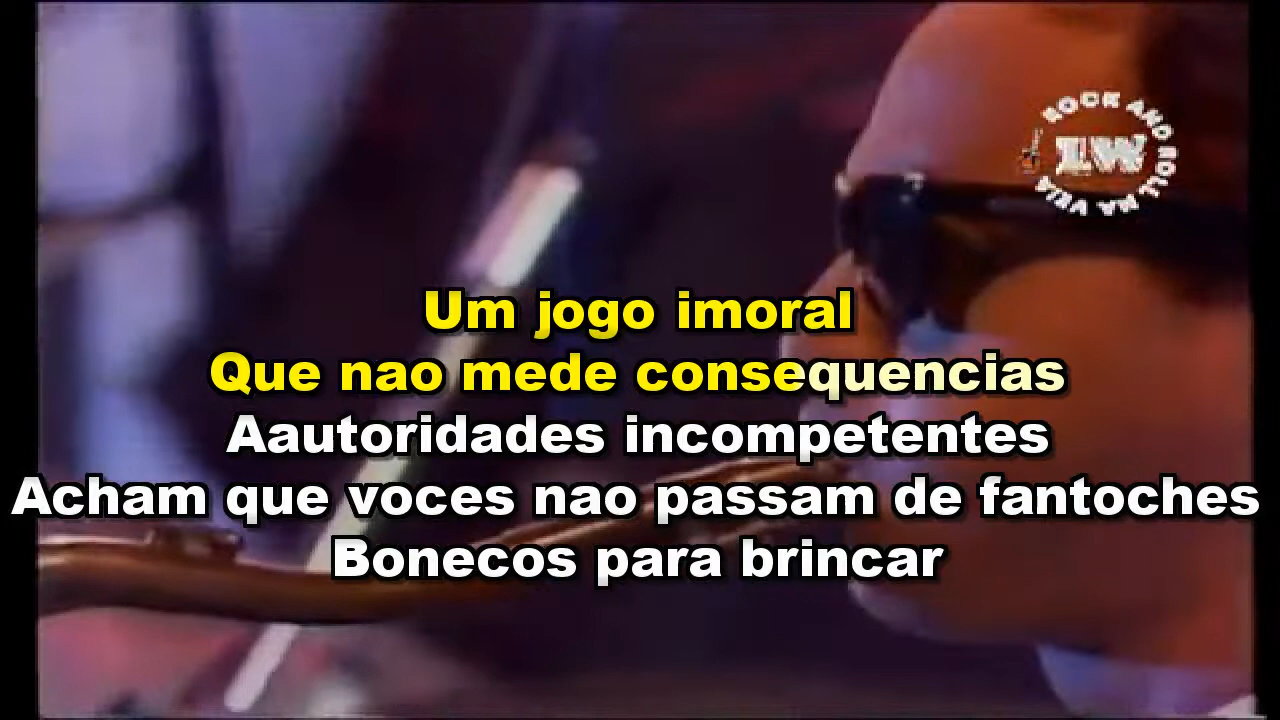 ROCK AND ROLL NA VEIA
LW
Um jogo imoral
Que nao mede consequencias
Aautoridades incompetentes
Acham que voces nao passam de fantoches
Bonecos para brincar